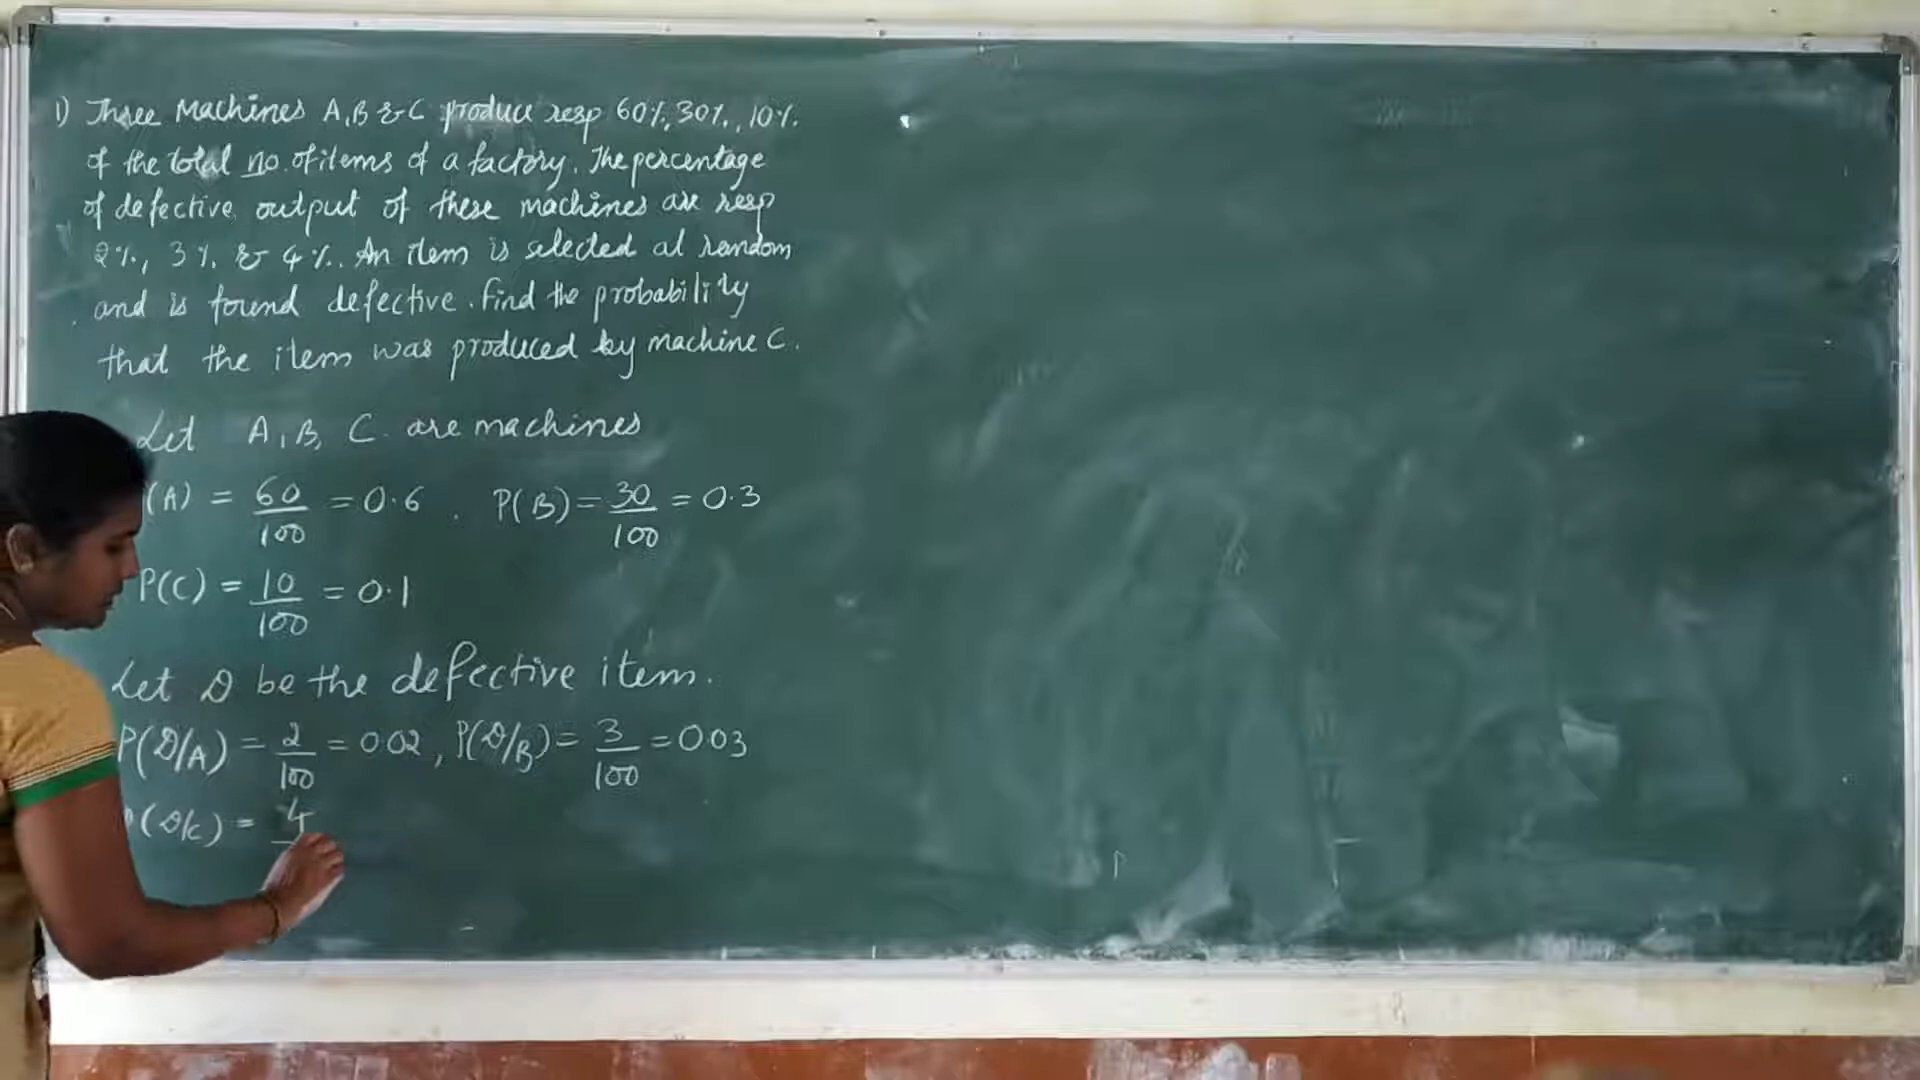 1) Three Machines A, B & C produce resp 60%, 30%, 10%.
of the total no. of items of a factory. The percentage
of defective output of these machines are resp
2%, 3% & 4%. An item is selected at random
and is found defective. Find the probability
that the item was produced by machine C.
Let A, B, C are machines
(A) = 60/100 = 0.6 . P(B) = 30/100 = 0.3
P(C) = 10/100 = 0.1
Let D be the defective item.
P(D/A) = 2/100 = 0.02, P(D/B) = 3/100 = 0.03
(D/C) = 4